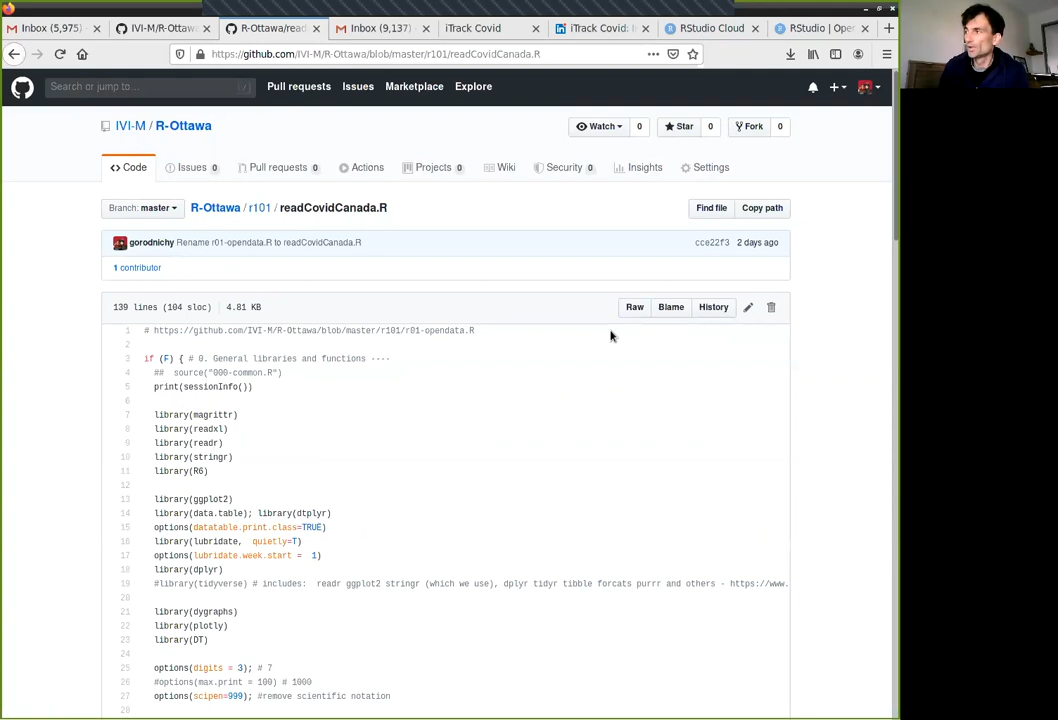 Inbox (5,975)
IVI-M/R-Ottawa
R-Ottawa/read
Inbox (9,137)
iTrack Covid
iTrack Covid: In
RStudio Cloud
RStudio | Open
https://github.com/IVI-M/R-Ottawa/blob/master/r101/readCovidCanada.R
Search or jump to...
/
Pull requests
Issues
Marketplace
Explore
IVI-M / R-Ottawa
Watch 0
Star 0
Fork 0
Code
Issues 0
Pull requests 0
Actions
Projects 0
Wiki
Security 0
Insights
Settings
Branch: master
R-Ottawa / r101 / readCovidCanada.R
Find file
Copy path
gorodnichy Rename r01-opendata.R to readCovidCanada.R
cce22f3 2 days ago
1 contributor
139 lines (104 sloc) 4.81 KB
Raw
Blame
History
1 # https://github.com/IVI-M/R-Ottawa/blob/master/r101/r01-opendata.R
2
3 if (F) { # 0. General libraries and functions ----
4 ## source("000-common.R")
5 print(sessionInfo())
6
7 library(magrittr)
8 library(readxl)
9 library(readr)
10 library(stringr)
11 library(R6)
12
13 library(ggplot2)
14 library(data.table); library(dtplyr)
15 options(datatable.print.class=TRUE)
16 library(lubridate, quietly=T)
17 options(lubridate.week.start = 1)
18 library(dplyr)
19 #library(tidyverse) # includes: readr ggplot2 stringr (which we use), dplyr tidyr tibble forcats purrr and others - https://www.
20
21 library(dygraphs)
22 library(plotly)
23 library(DT)
24
25 options(digits = 3); # 7
26 #options(max.print = 100) # 1000
27 options(scipen=999); #remove scientific notation
28